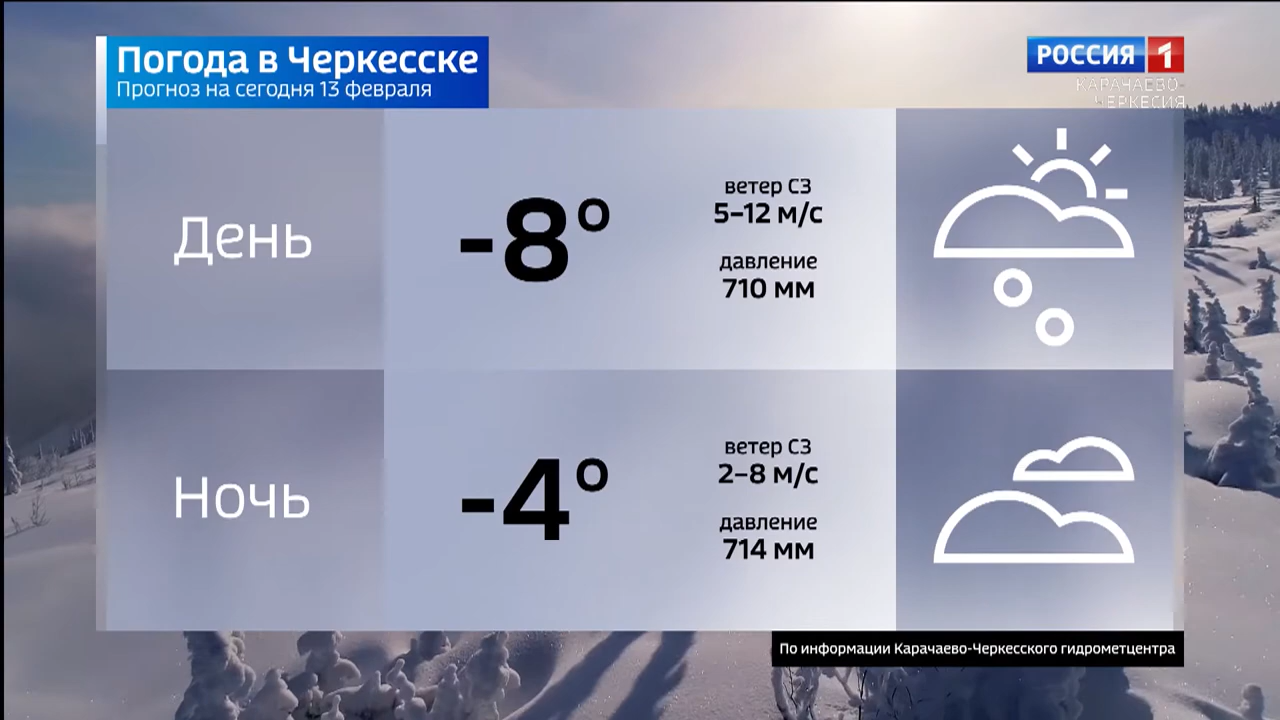 Погода в Черкесске
Прогноз на сегодня 13 февраля
РОССИЯ 1
КАРАЧАЕВО-
ЧЕРКЕСИЯ
День
-8°
ветер СЗ
5–12 м/с
давление
710 мм
Ночь
-4°
ветер СЗ
2–8 м/с
давление
714 мм
По информации Карачаево-Черкесского гидрометцентра